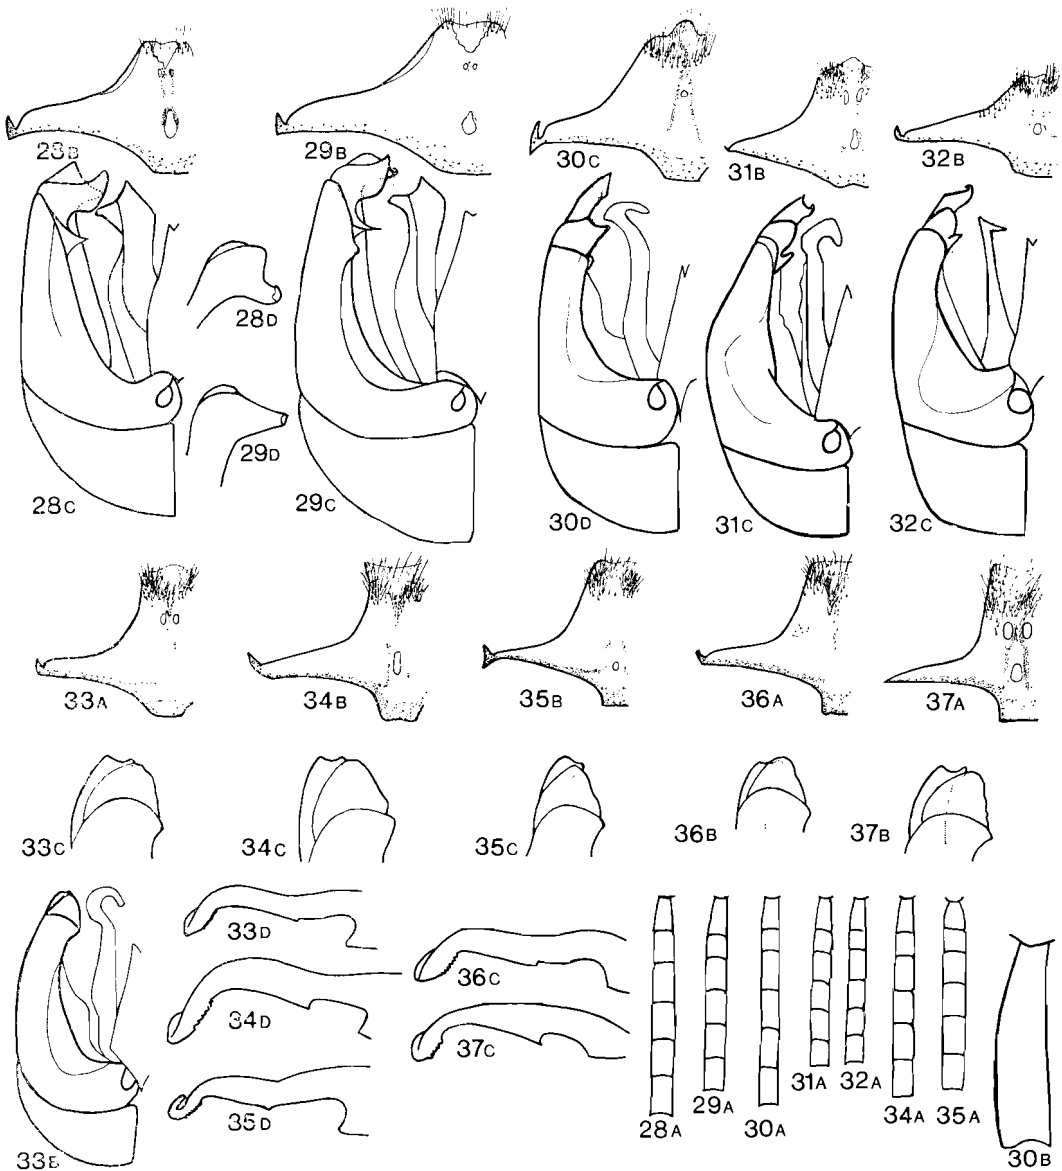 28B 29B 30C 31B 32B
28D
29D
28C 29C 30D 31C 32C
33A 34B 35B 36A 37A
33C 34C 35C 36B 37B
33D 36C
34D 37C
35D 31A 32A
28A 29A 30A 34A 35A
33B 30B